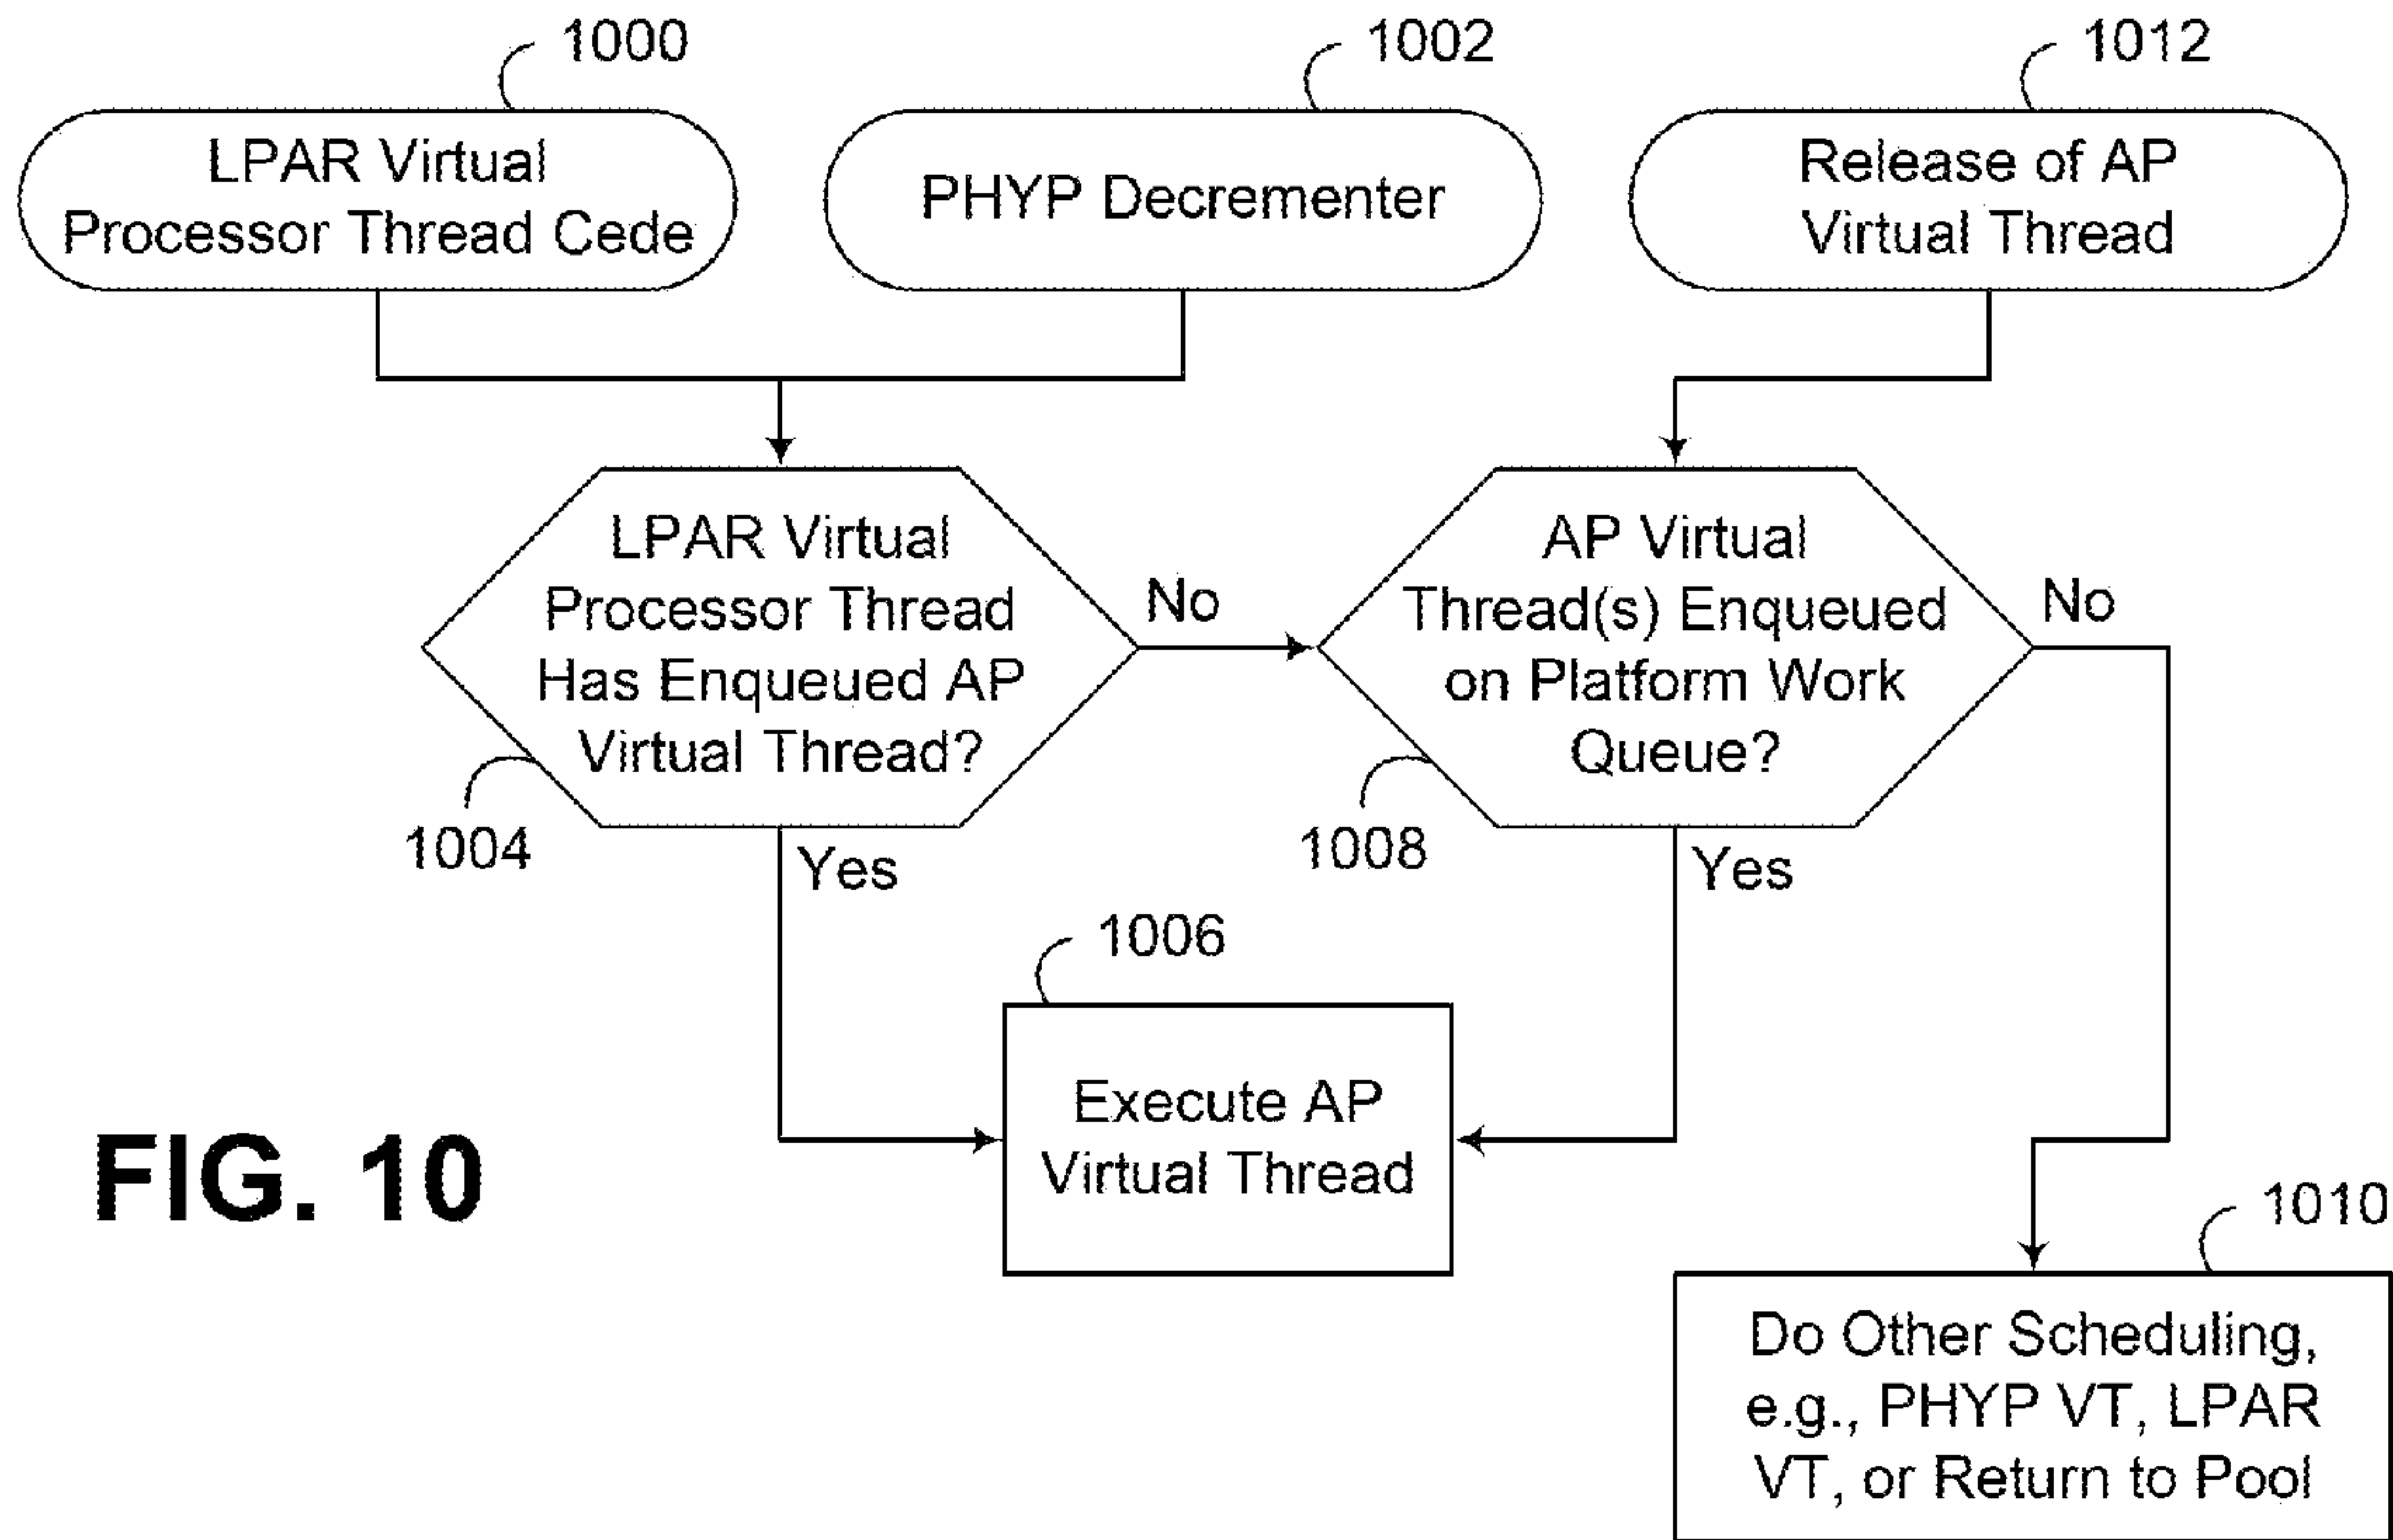 1000
1002
1012
LPAR Virtual
Processor Thread Cede
PHYP Decrementer
Release of AP
Virtual Thread
LPAR Virtual
Processor Thread
Has Enqueued AP
Virtual Thread?
No
AP Virtual
Thread(s) Enqueued
on Platform Work
Queue?
No
1004
Yes
1008
Yes
1006
Execute AP
Virtual Thread
FIG. 10
1010
Do Other Scheduling,
e.g., PHYP VT, LPAR
VT, or Return to Pool